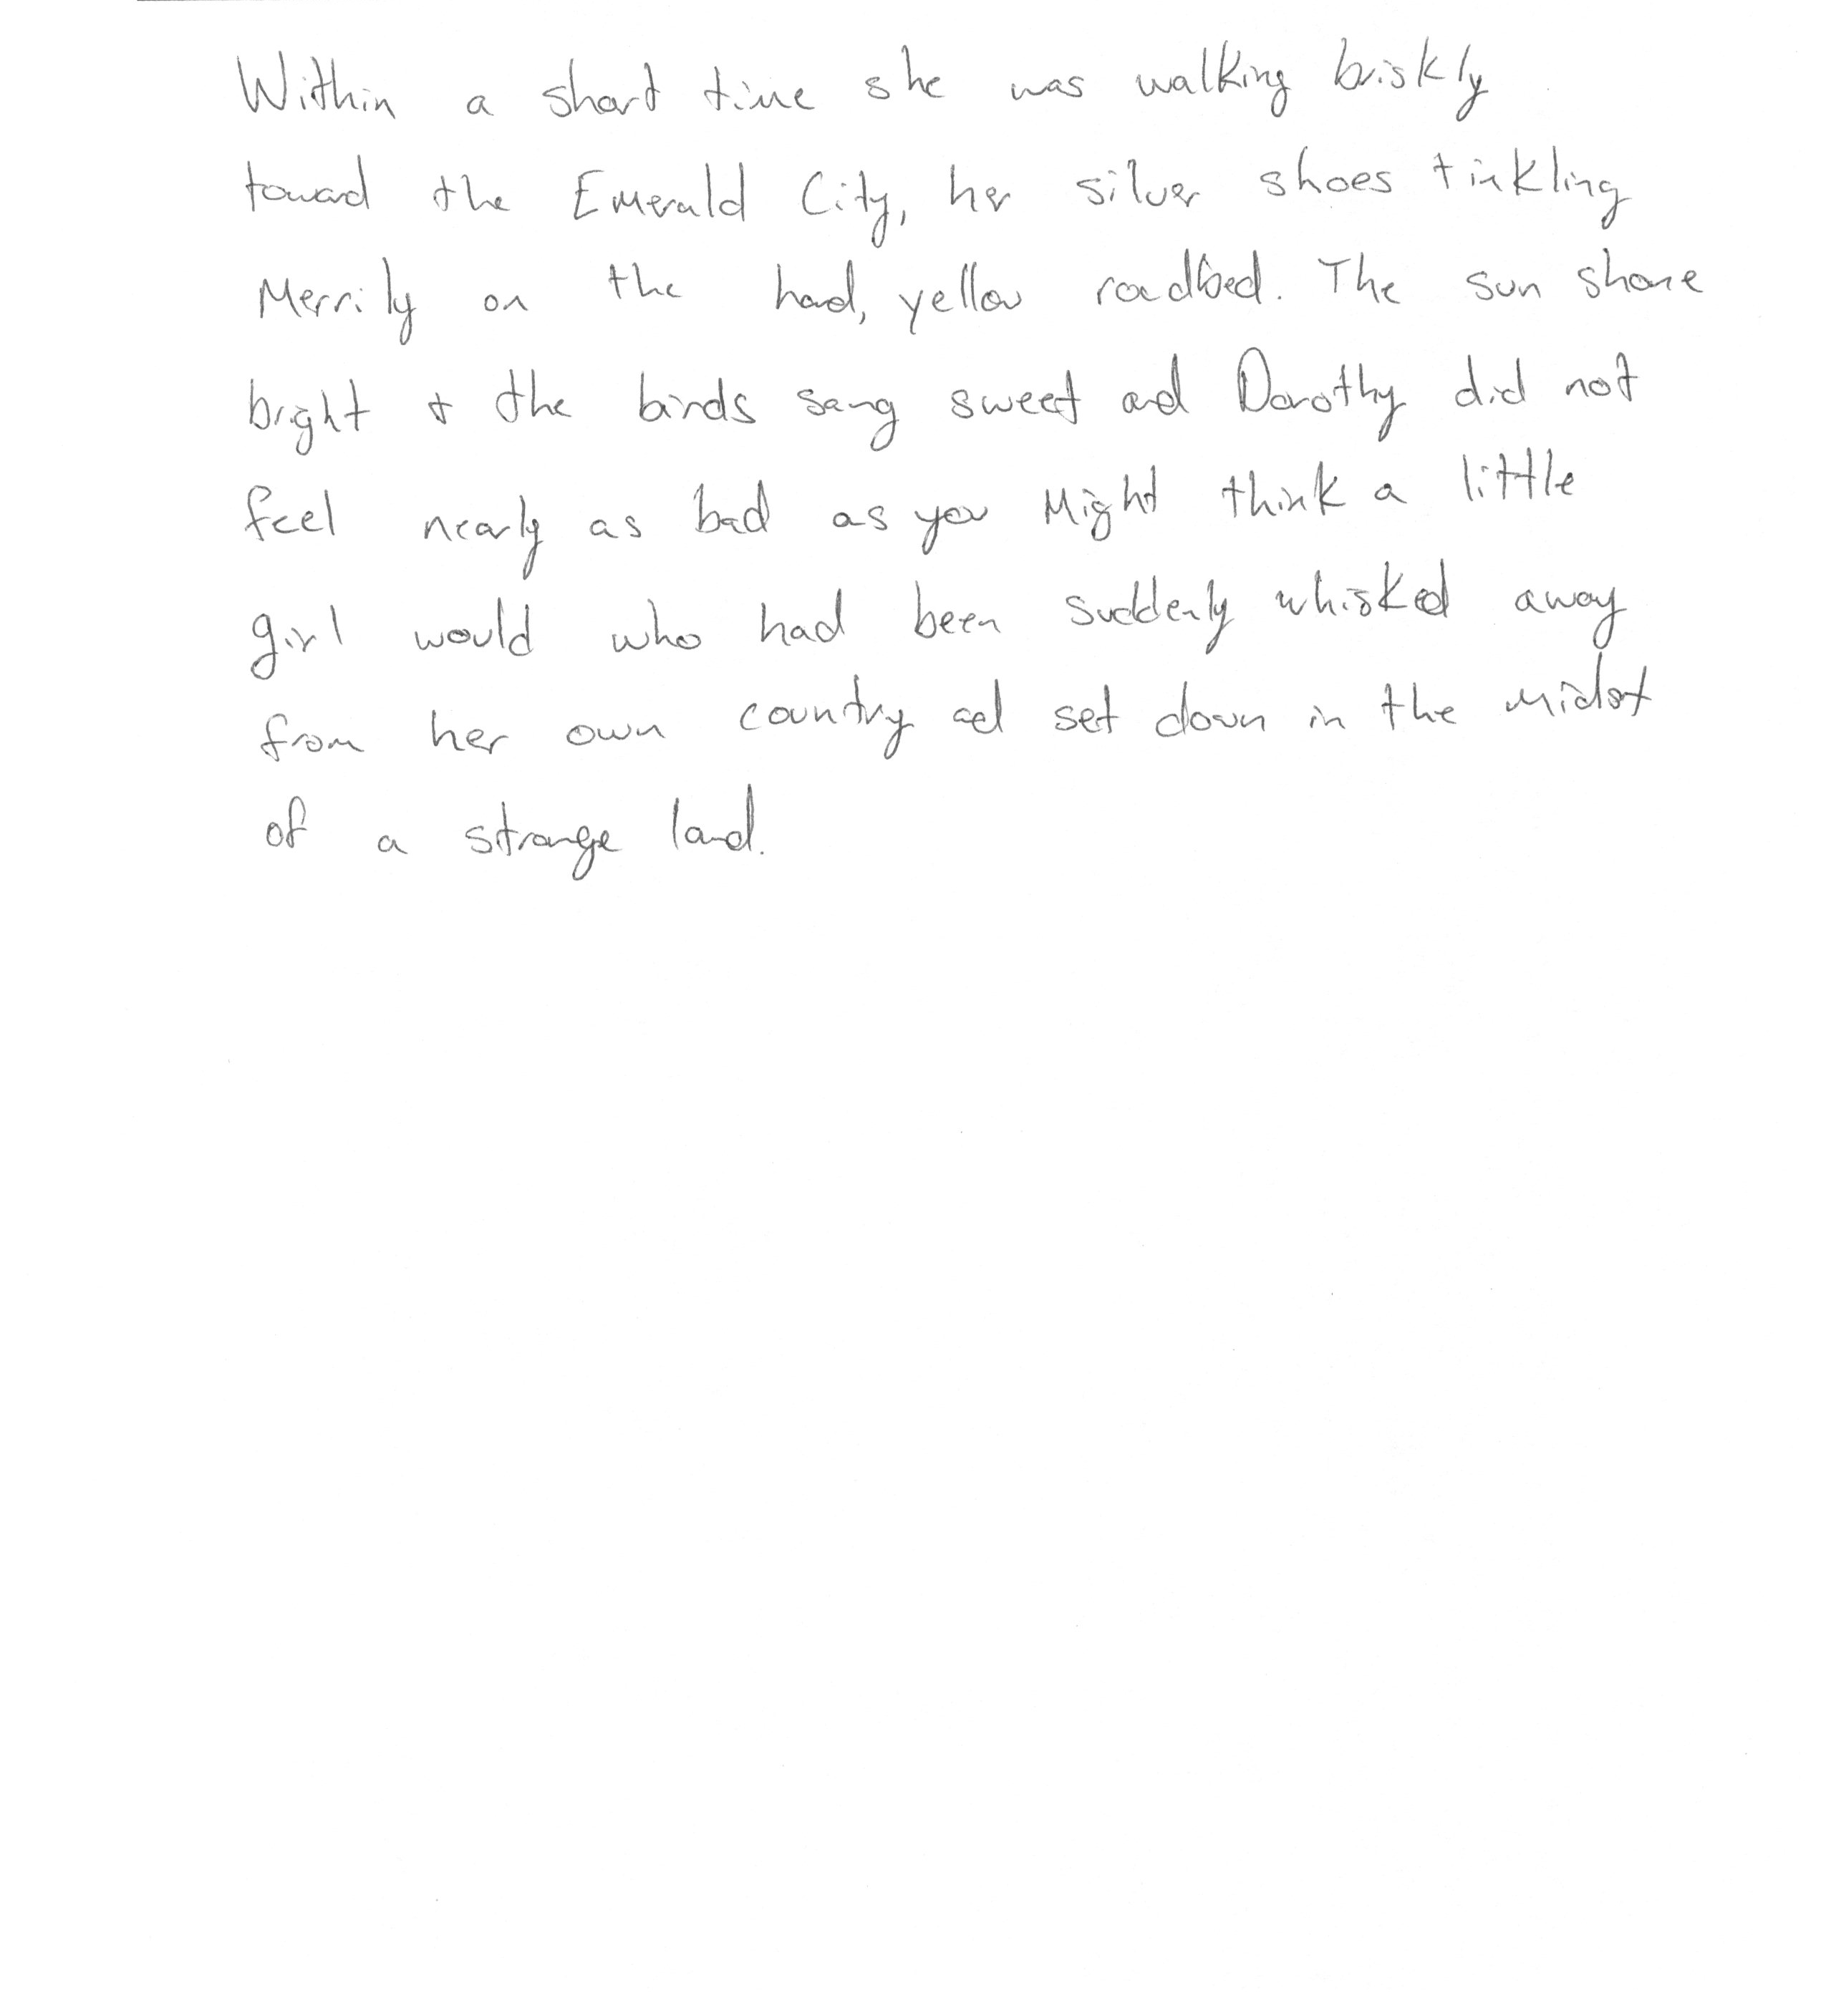 Within a short time she was walking briskly
toward the Emerald City, her silver shoes tinkling
Merrily on the hard, yellow roadbed. The sun shone
bright + the birds sang sweet and Dorothy did not
feel nearly as bad as you Might think a little
girl would who had been suddenly whisked away
from her own country and set down in the midst
of a strange land.